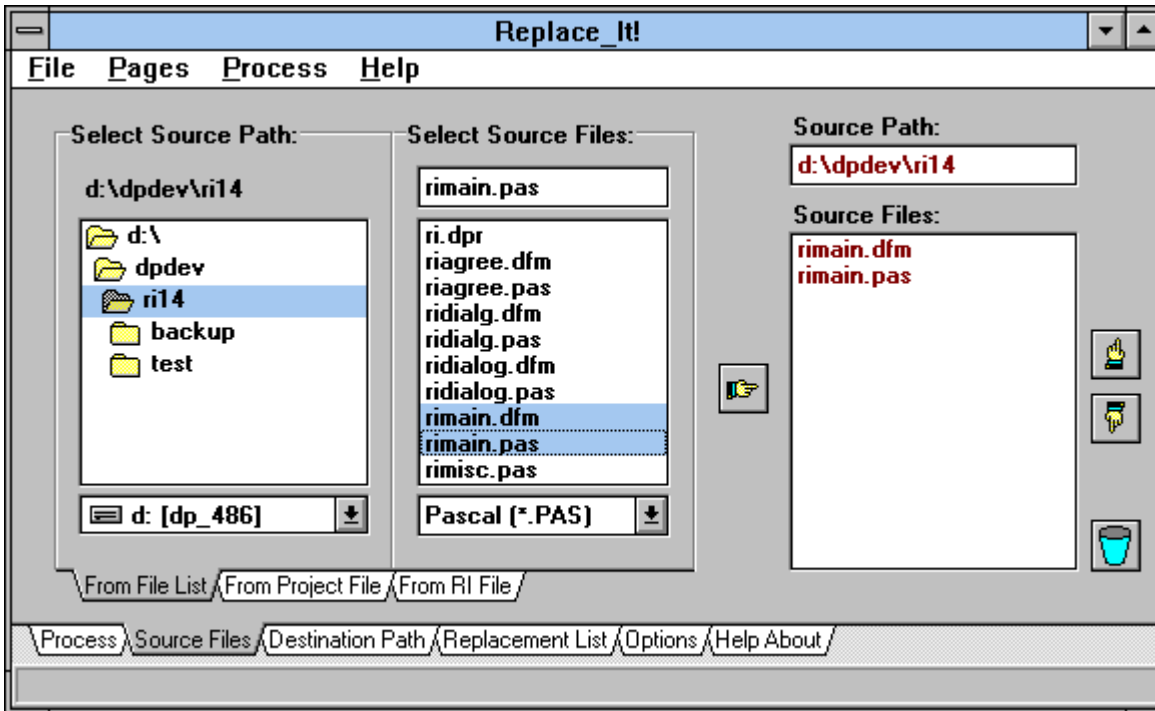 Replace_It!
File Pages Process Help
Select Source Path:
d:\dpdev\ri14
d:\
dpdev
ri14
backup
test
d: [dp_486]
Select Source Files:
rimain.pas
ri.dpr
riagree.dfm
riagree.pas
ridialg.dfm
ridialg.pas
ridialog.dfm
ridialog.pas
rimain.dfm
rimain.pas
rimisc.pas
Pascal (*.PAS)
Source Path:
d:\dpdev\ri14
Source Files:
rimain.dfm
rimain.pas
From File List From Project File From RI File
Process Source Files Destination Path Replacement List Options Help About